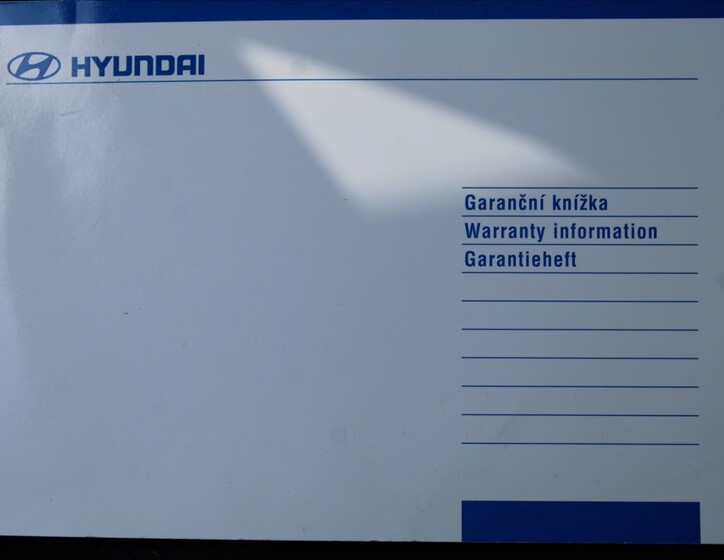 HYUNDAI
Garanční knížka
Warranty information
Garantieheft